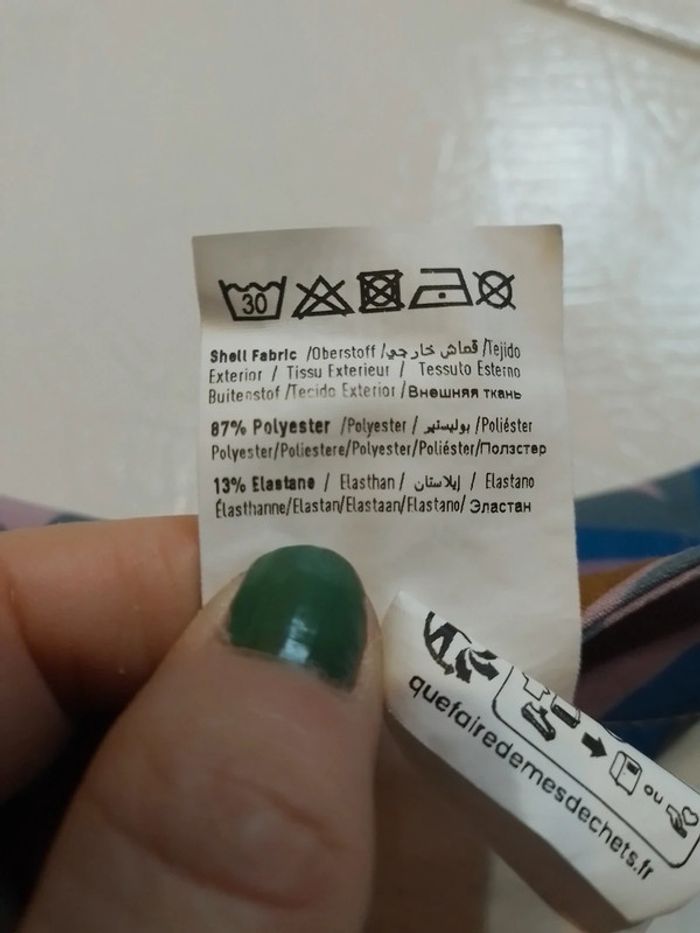 30
Shell Fabric /Oberstoff /قماش خارجي /Tejido
Exterior / Tissu Exterieur / Tessuto Esterno
Buitenstof /Tecido Exterior /Внешняя ткань
87% Polyester /Polyester / بوليستير /Poliéster
Polyester/Poliestere/Polyester/Poliéster/Ползстар
13% Elastane / Elasthan / إيلاستان / Elastano
Élasthanne/Elastan/Elastaan/Elastano/ Эластан
ou
quefairedemesdechets.fr